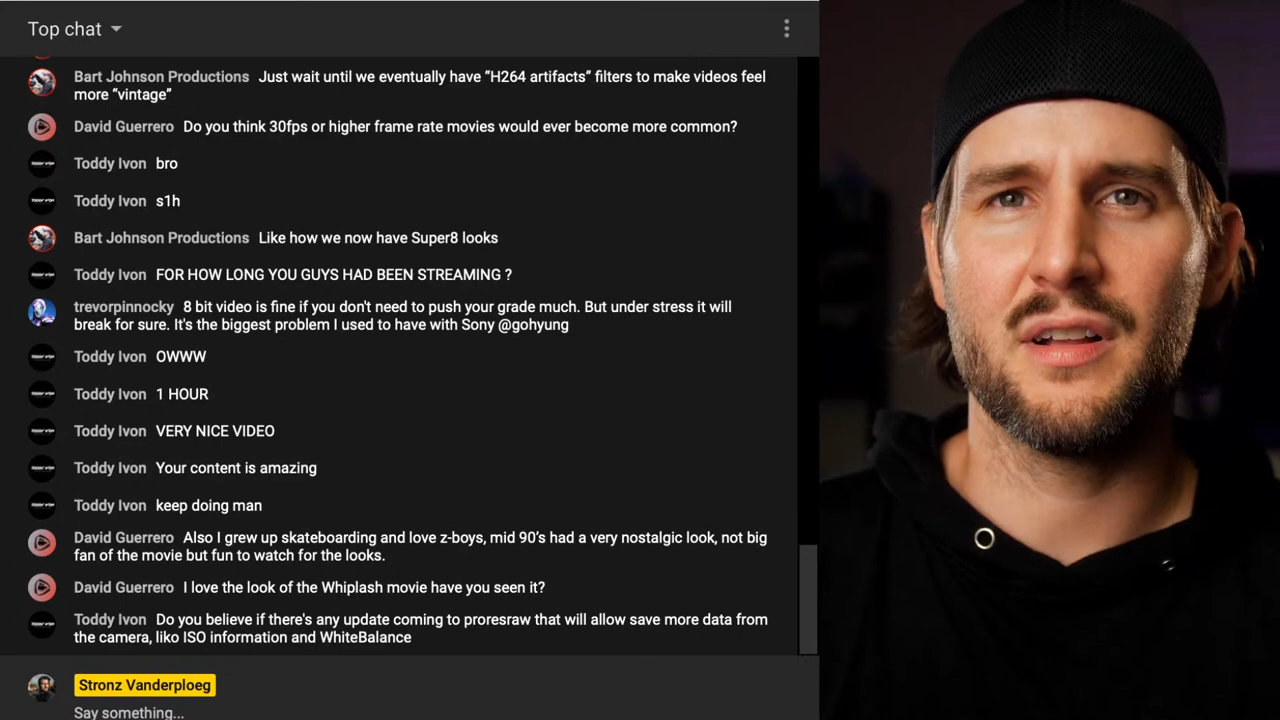 Top chat
Bart Johnson Productions Just wait until we eventually have “H264 artifacts” filters to make videos feel
more “vintage”
David Guerrero Do you think 30fps or higher frame rate movies would ever become more common?
Toddy Ivon bro
Toddy Ivon s1h
Bart Johnson Productions Like how we now have Super8 looks
Toddy Ivon FOR HOW LONG YOU GUYS HAD BEEN STREAMING ?
trevorpinnocky 8 bit video is fine if you don't need to push your grade much. But under stress it will
break for sure. It's the biggest problem I used to have with Sony @gohyung
Toddy Ivon OWWW
Toddy Ivon 1 HOUR
Toddy Ivon VERY NICE VIDEO
Toddy Ivon Your content is amazing
Toddy Ivon keep doing man
David Guerrero Also I grew up skateboarding and love z-boys, mid 90’s had a very nostalgic look, not big
fan of the movie but fun to watch for the looks.
David Guerrero I love the look of the Whiplash movie have you seen it?
Toddy Ivon Do you believe if there's any update coming to proresraw that will allow save more data from
the camera, liko ISO information and WhiteBalance
Stronz Vanderploeg
Say something...